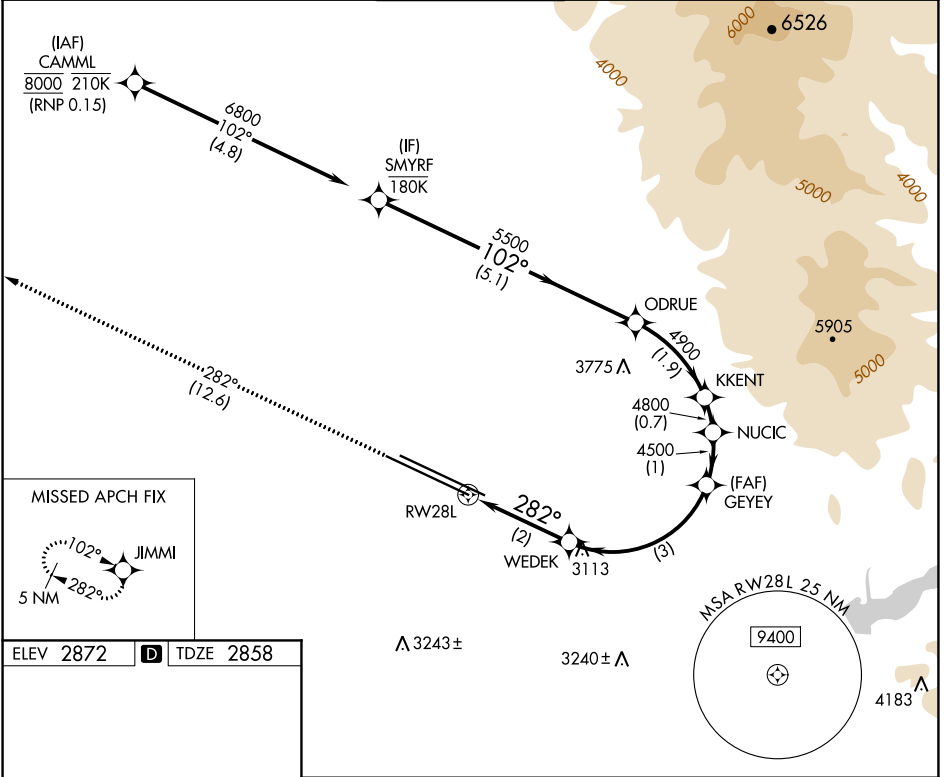 (IAF)
CAMML
8000 210K
(RNP 0.15)
6800
102°
(4.8)
(IF)
SMYRF
180K
5500
102°
(5.1)
ODRUE
4900
(1.9)
3775
KKENT
4800
(0.7)
NUCIC
4500
(1)
(FAF)
GEYEY
(3)
WEDEK
3113
282°
(2)
RW28L
282°
(12.6)
6000
6526
4000
5000
4000
5905
5000
MISSED APCH FIX
102°
JIMMI
282°
5 NM
ELEV 2872 D TDZE 2858
3243±
3240±
MSA RW28L 25 NM
9400
4183